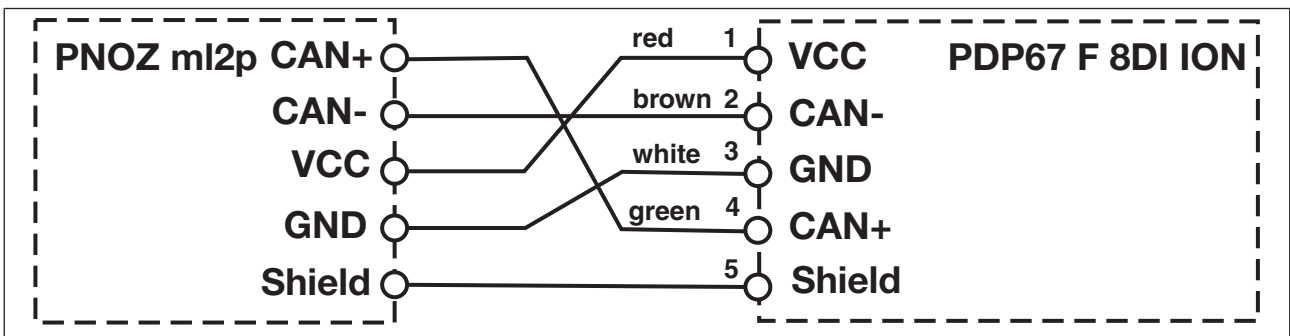 PNOZ ml2p CAN+ red 1 VCC PDP67 F 8DI ION
CAN- brown 2 CAN-
VCC white 3 GND
GND green 4 CAN+
Shield 5 Shield